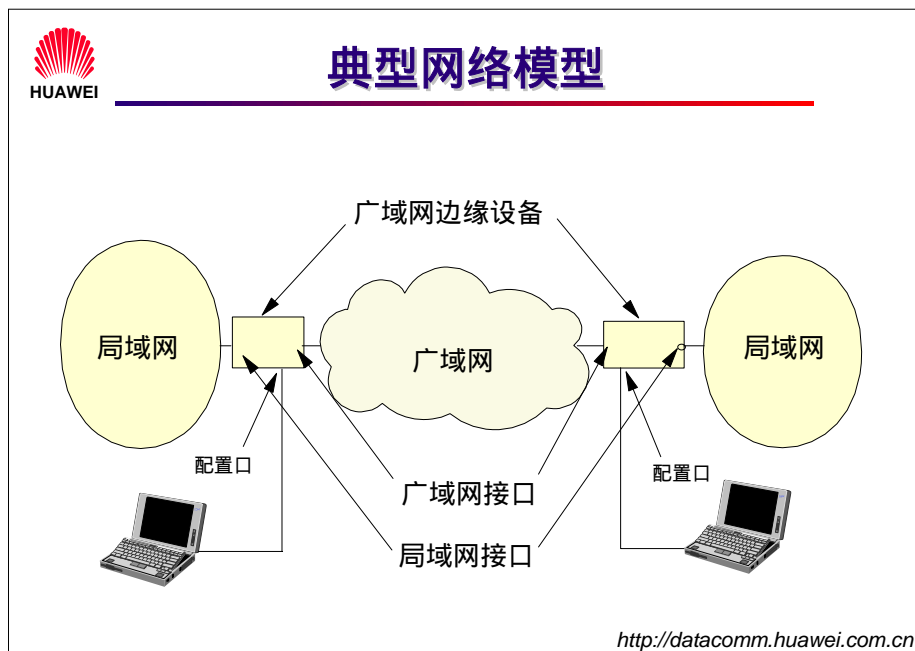 HUAWEI
典型网络模型
广域网边缘设备
局域网
广域网
局域网
配置口
配置口
广域网接口
局域网接口
http://datacomm.huawei.com.cn